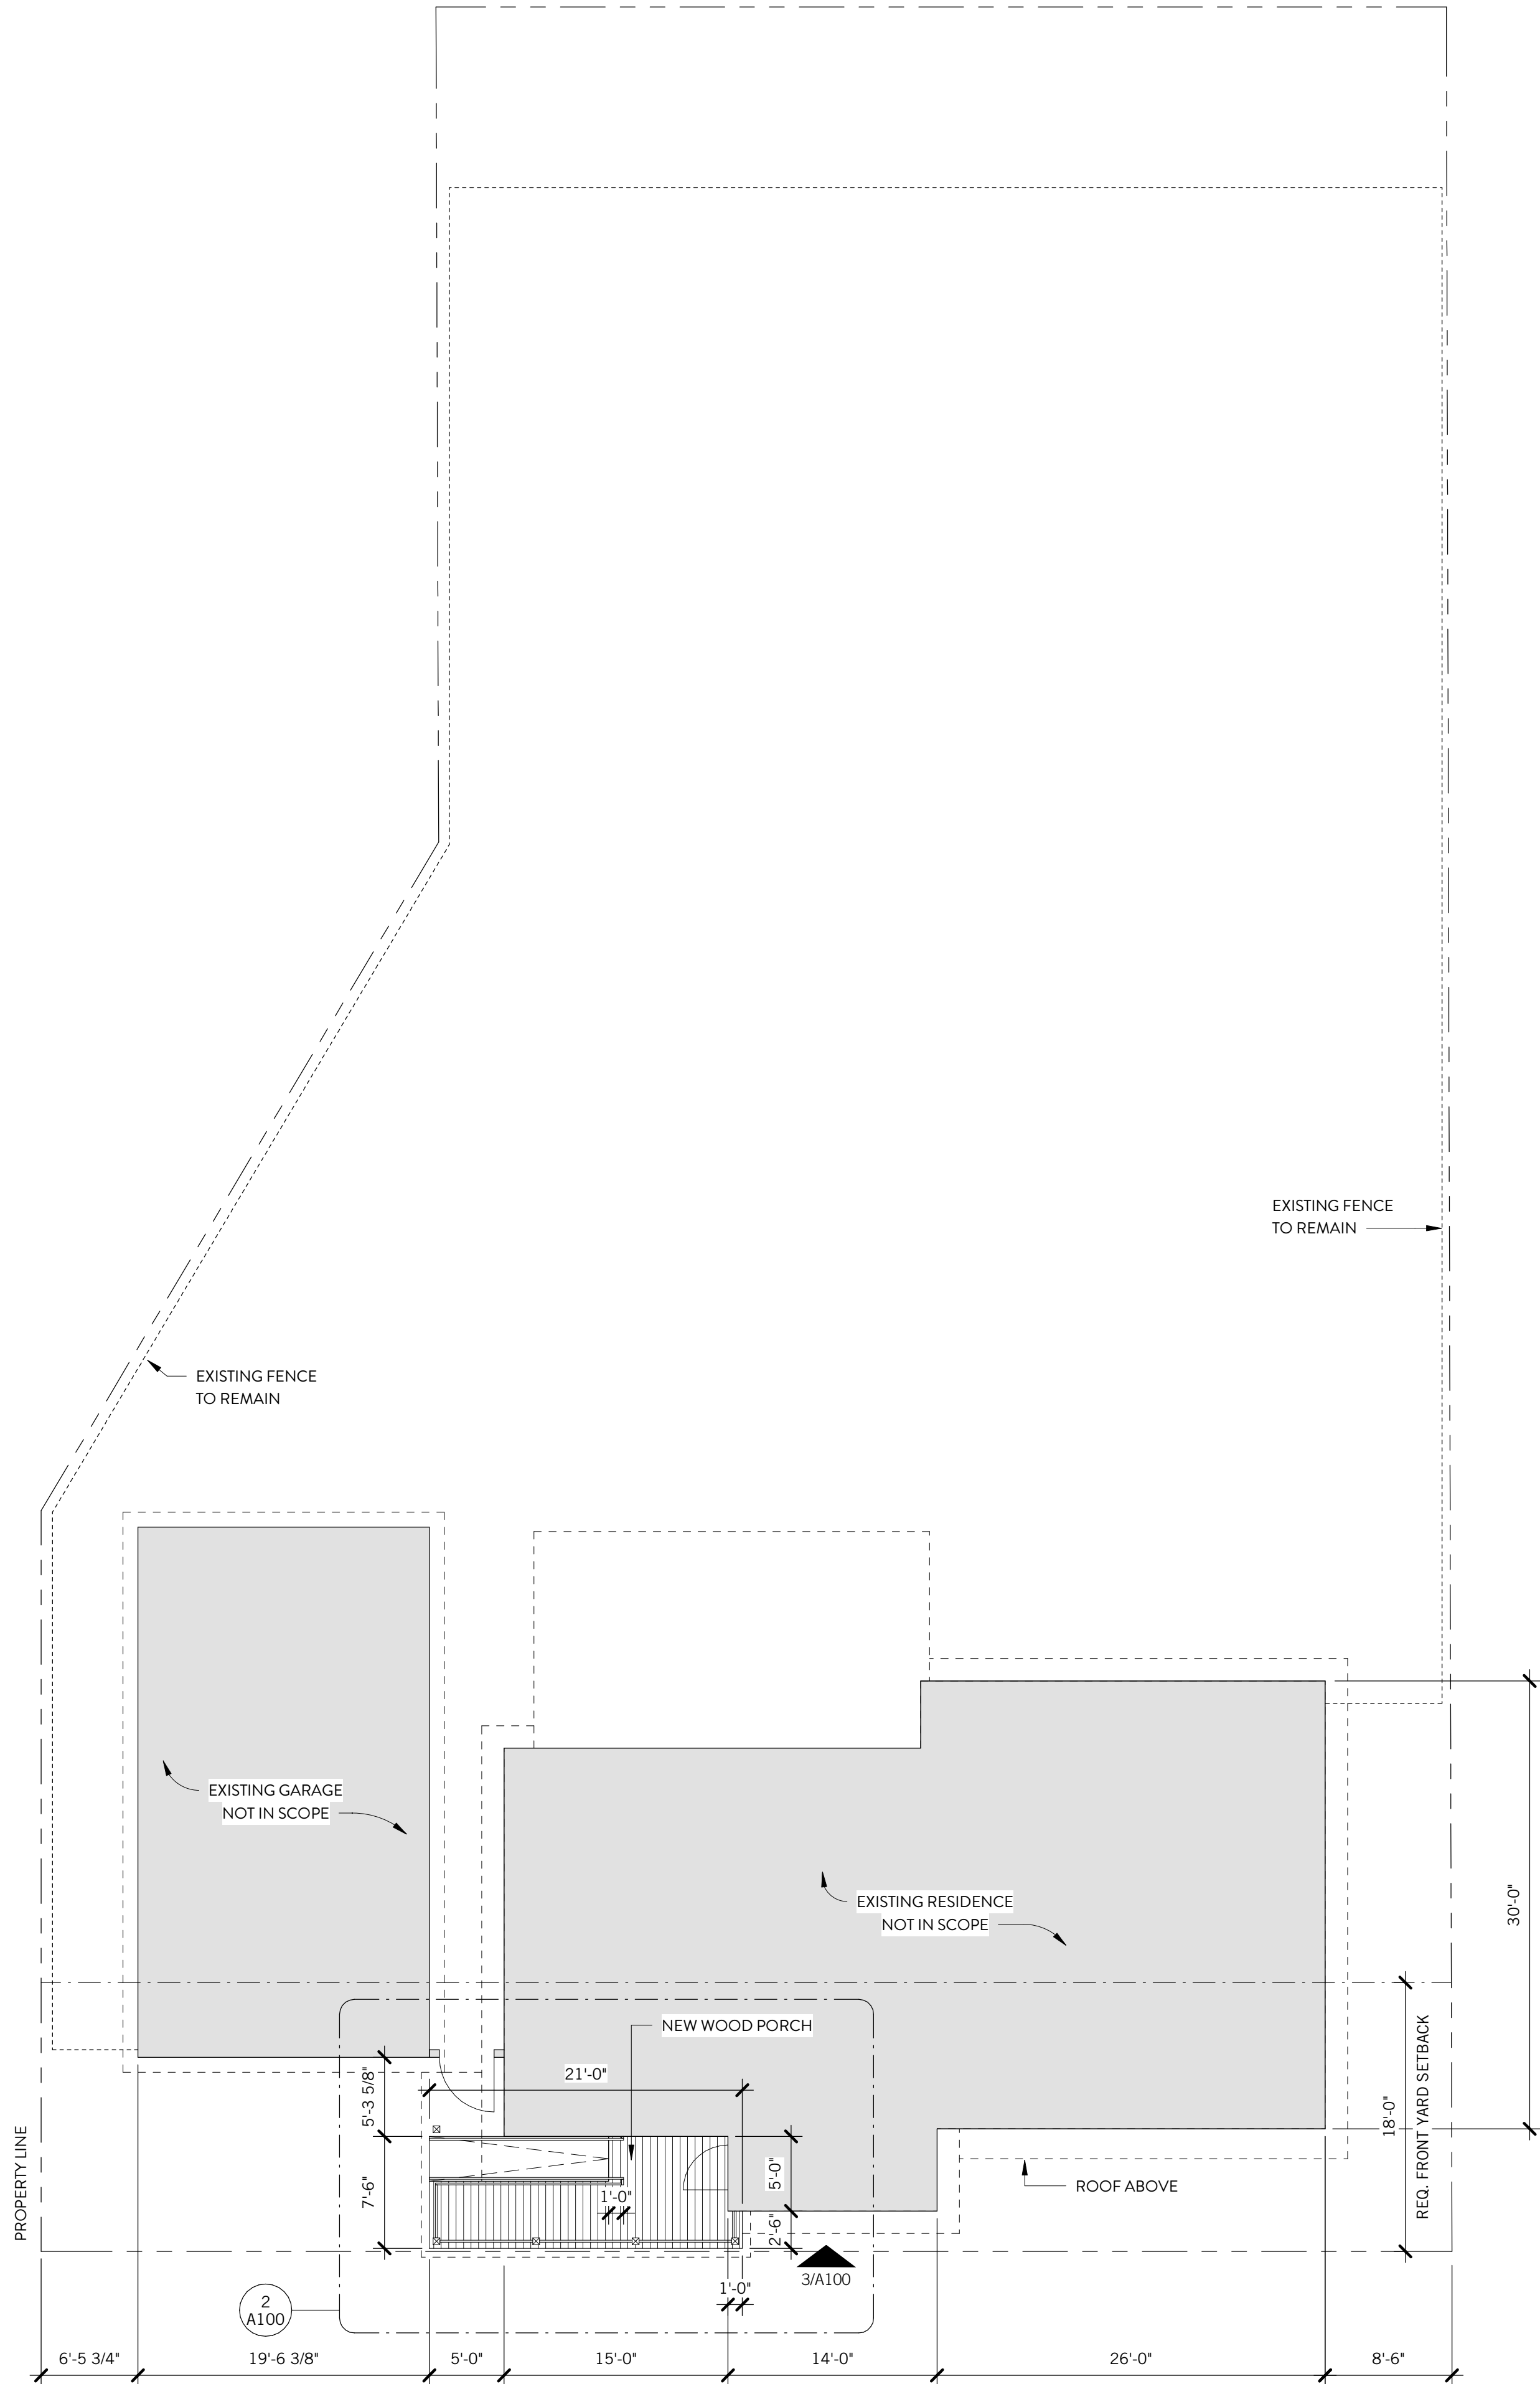 EXISTING FENCE
TO REMAIN
EXISTING FENCE
TO REMAIN
EXISTING GARAGE
NOT IN SCOPE
EXISTING RESIDENCE
NOT IN SCOPE
30'-0"
NEW WOOD PORCH
21'-0"
5'-3 5/8"
18'-0"
REQ. FRONT YARD SETBACK
PROPERTY LINE
7'-6"
5'-0"
1'-0"
ROOF ABOVE
2'-6"
3/A100
1'-0"
2
A100
6'-5 3/4"
19'-6 3/8"
5'-0"
15'-0"
14'-0"
26'-0"
8'-6"